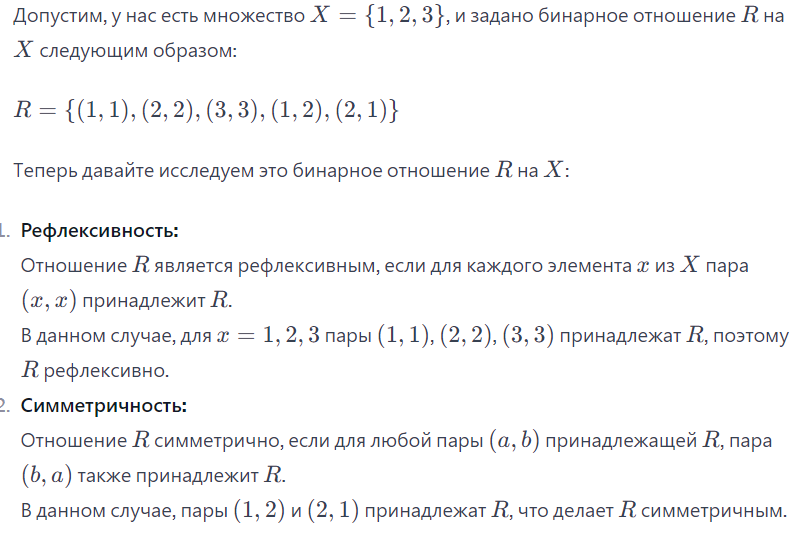 Допустим, у нас есть множество X = {1, 2, 3}, и задано бинарное отношение R на
X следующим образом:
R = {(1, 1), (2, 2), (3, 3), (1, 2), (2, 1)}
Теперь давайте исследуем это бинарное отношение R на X:
1. Рефлексивность:
Отношение R является рефлексивным, если для каждого элемента x из X пара
(x, x) принадлежит R.
В данном случае, для x = 1, 2, 3 пары (1, 1), (2, 2), (3, 3) принадлежат R, поэтому
R рефлексивно.
2. Симметричность:
Отношение R симметрично, если для любой пары (a, b) принадлежащей R, пара
(b, a) также принадлежит R.
В данном случае, пары (1, 2) и (2, 1) принадлежат R, что делает R симметричным.